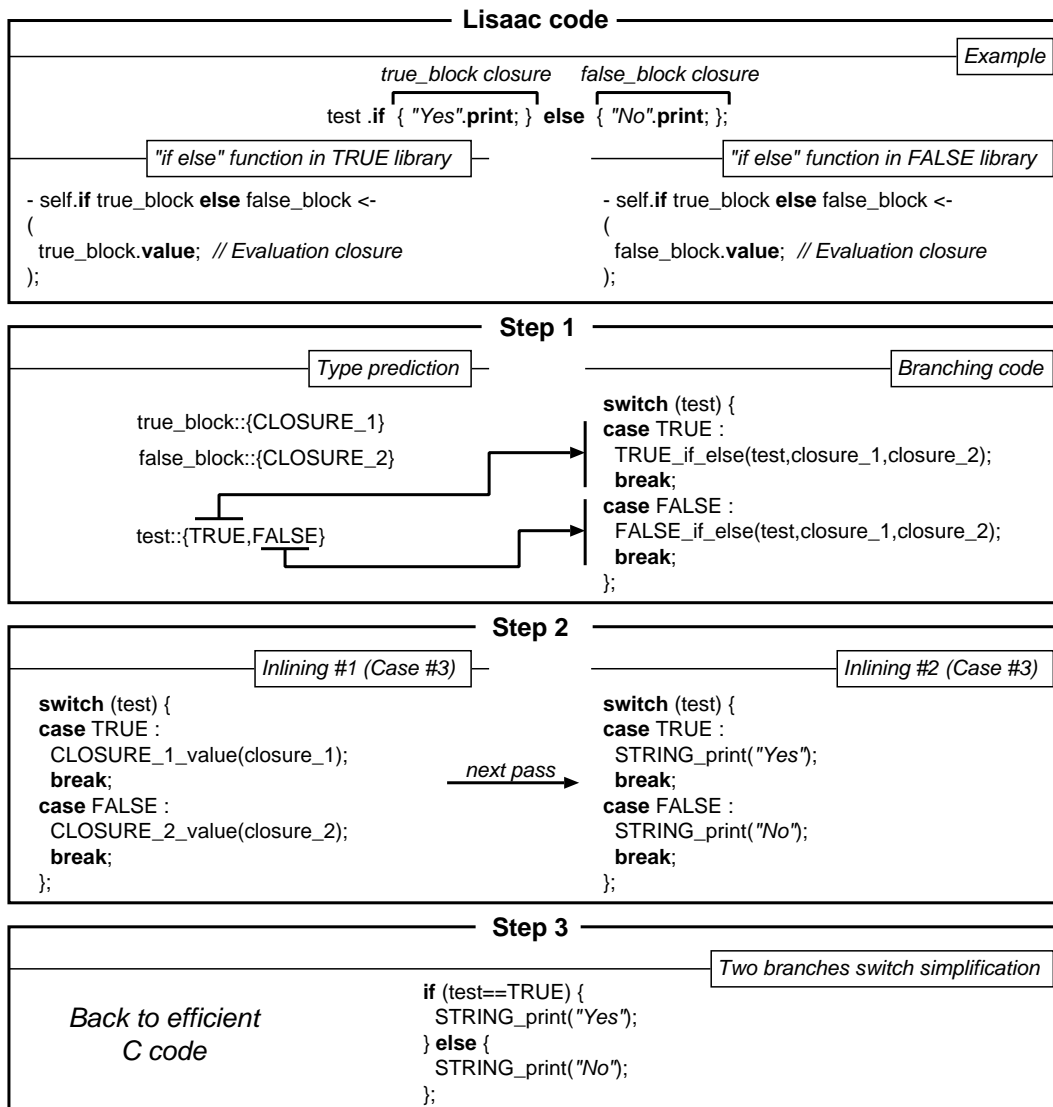 Lisaac code
Example
true_block closure false_block closure
test .if { "Yes".print; } else { "No".print; };
"if else" function in TRUE library
- self.if true_block else false_block <-
(
true_block.value; // Evaluation closure
);
"if else" function in FALSE library
- self.if true_block else false_block <-
(
false_block.value; // Evaluation closure
);
Step 1
Type prediction
true_block::{CLOSURE_1}
false_block::{CLOSURE_2}
test::{TRUE,FALSE}
Branching code
switch (test) {
case TRUE :
TRUE_if_else(test,closure_1,closure_2);
break;
case FALSE :
FALSE_if_else(test,closure_1,closure_2);
break;
};
Step 2
Inlining #1 (Case #3)
switch (test) {
case TRUE :
CLOSURE_1_value(closure_1);
break;
case FALSE :
CLOSURE_2_value(closure_2);
break;
};
next pass
Inlining #2 (Case #3)
switch (test) {
case TRUE :
STRING_print("Yes");
break;
case FALSE :
STRING_print("No");
break;
};
Step 3
Two branches switch simplification
Back to efficient
C code
if (test==TRUE) {
STRING_print("Yes");
} else {
STRING_print("No");
};